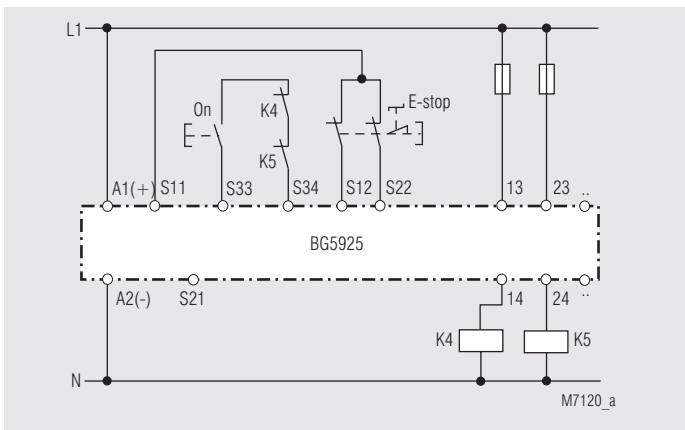 L1
E-stop
On
K4
K5
A1(+) S11 S33 S34 S12 S22 13 23 ..
BG5925
A2(-) S21 14 24 ..
K4 K5
N
M7120_a